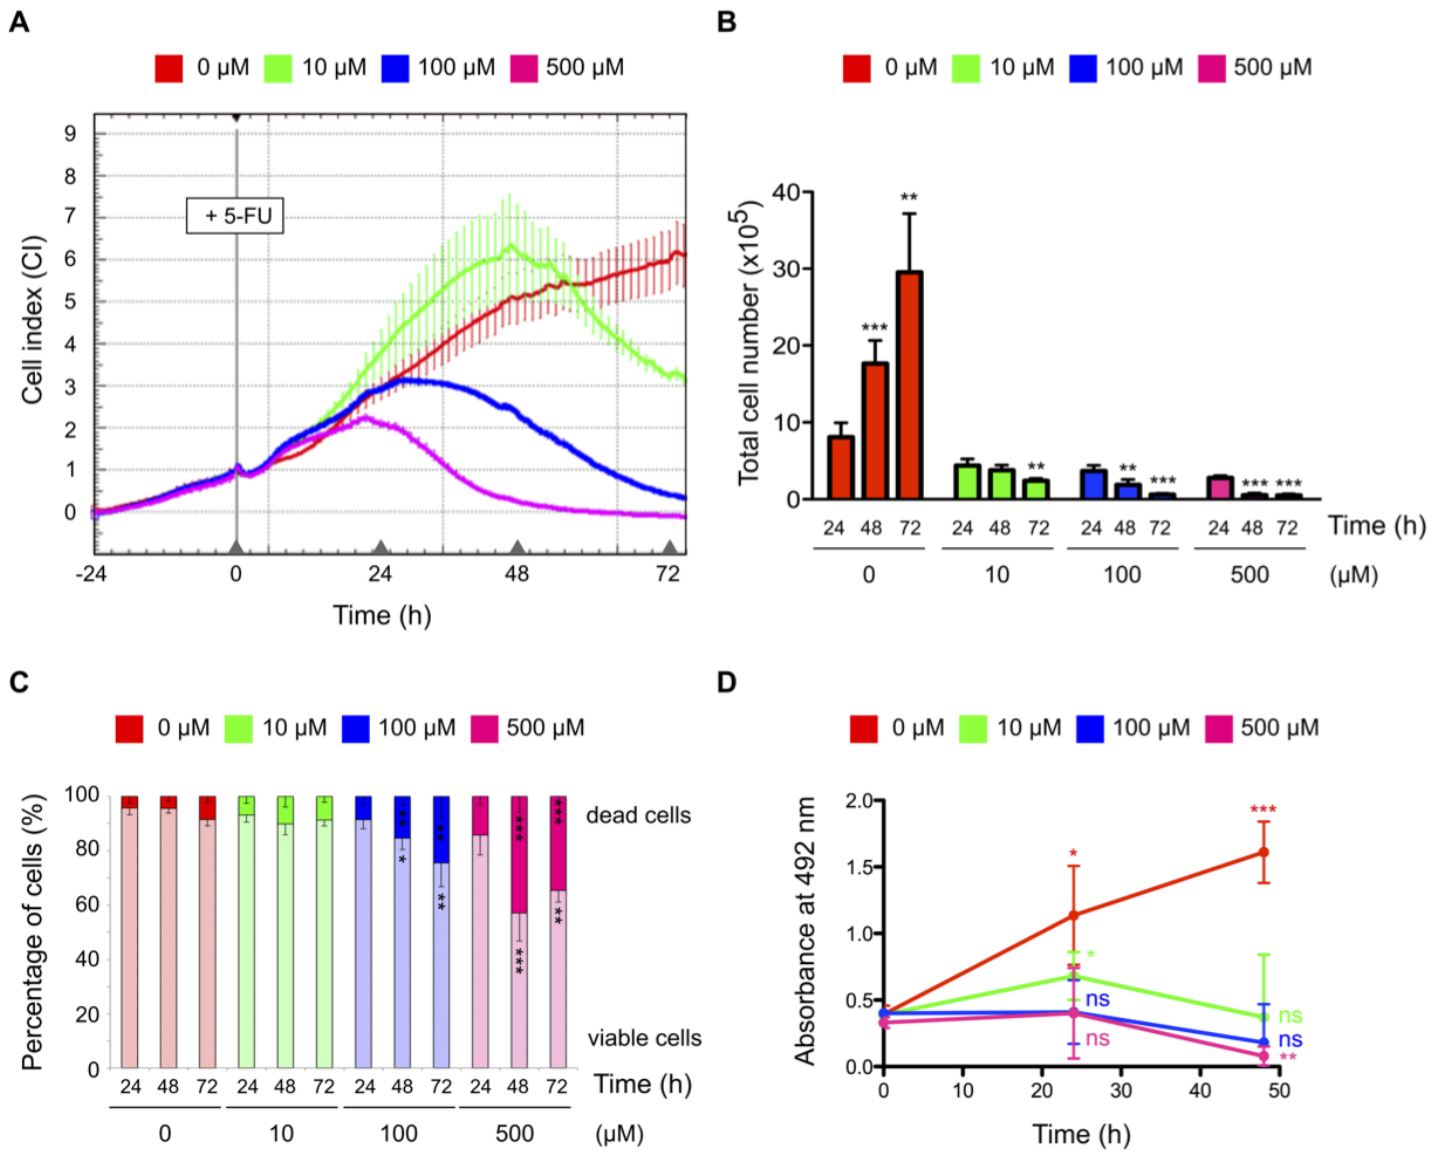 A
0 µM 10 µM 100 µM 500 µM
9
8
7
6
5
4
3
2
1
0
Cell index (CI)
+ 5-FU
-24 0 24 48 72
Time (h)
B
0 µM 10 µM 100 µM 500 µM
40
30
20
10
0
Total cell number (x10⁵)
*** **
**
** ***
*** ***
24 48 72 24 48 72 24 48 72 24 48 72 Time (h)
0 10 100 500 (µM)
C
0 µM 10 µM 100 µM 500 µM
100
80
60
40
20
0
Percentage of cells (%)
dead cells
viable cells
24 48 72 24 48 72 24 48 72 24 48 72 Time (h)
0 10 100 500 (µM)
D
0 µM 10 µM 100 µM 500 µM
2.0
1.5
1.0
0.5
0.0
Absorbance at 492 nm
***
*
*
ns
ns
ns
ns
**
0 10 20 30 40 50
Time (h)